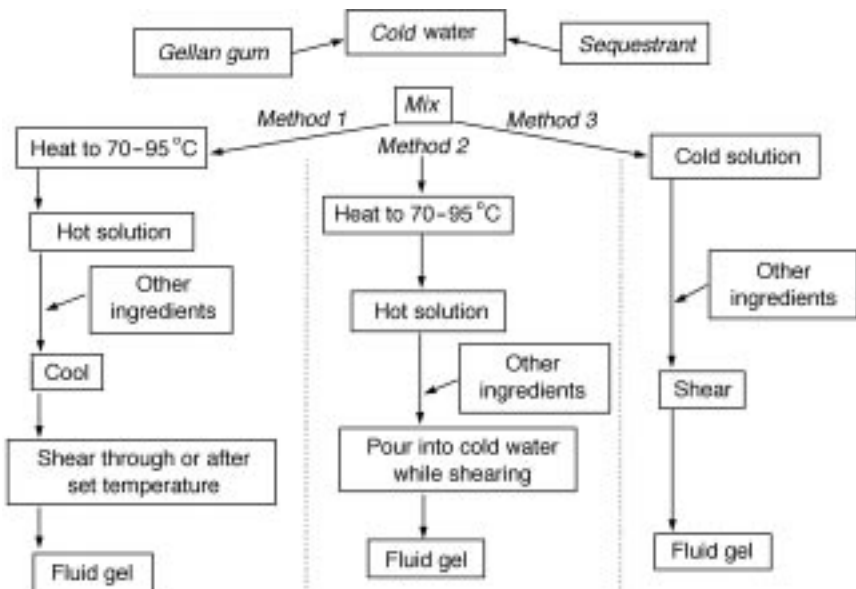 Gellan gum
Cold water
Sequestrant
Mix
Method 1
Method 2
Method 3
Heat to 70–95 °C
Hot solution
Other
ingredients
Cool
Shear through or after
set temperature
Fluid gel
Heat to 70–95 °C
Hot solution
Other
ingredients
Pour into cold water
while shearing
Fluid gel
Cold solution
Other
ingredients
Shear
Fluid gel